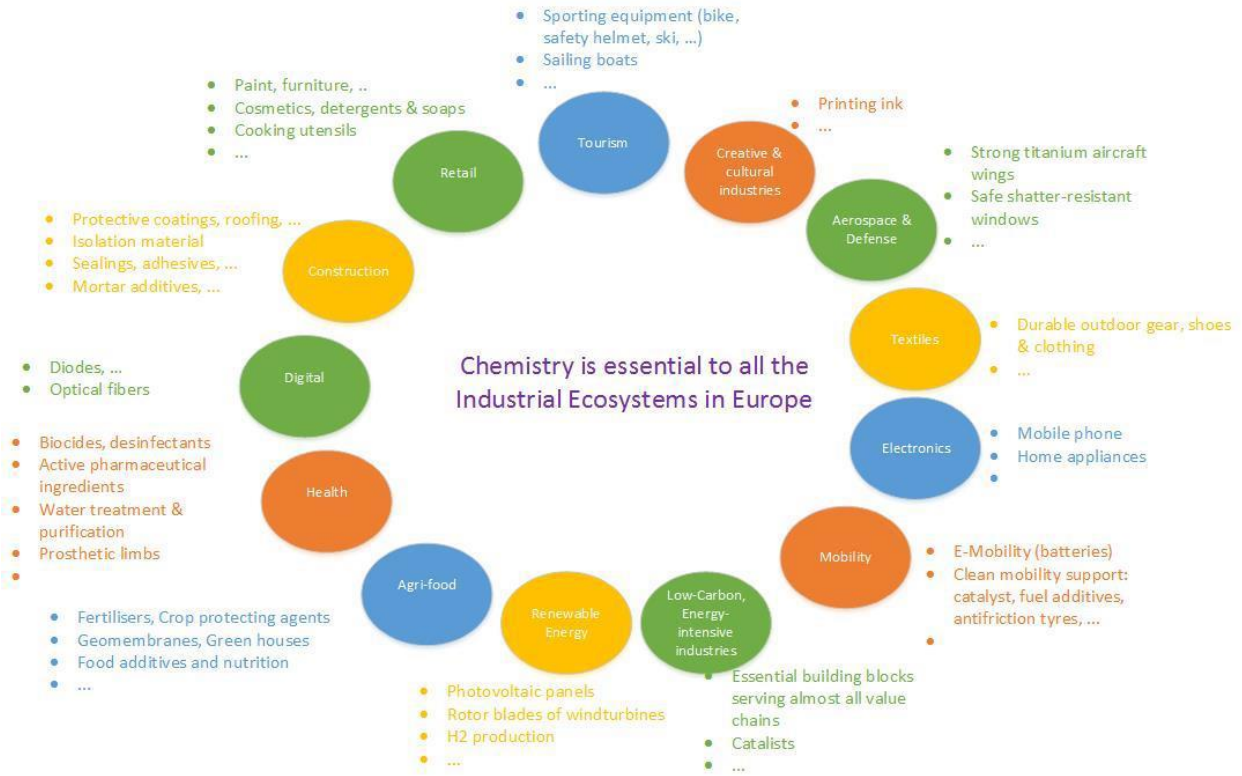 • Sporting equipment (bike,
safety helmet, ski, ...)
• Sailing boats
• ...
Tourism
• Printing ink
• ...
Creative &
cultural
industries
• Strong titanium aircraft
wings
• Safe shatter-resistant
windows
• ...
Aerospace &
Defense
• Durable outdoor gear, shoes
& clothing
• ...
Textiles
• Mobile phone
• Home appliances
•
Electronics
• E-Mobility (batteries)
• Clean mobility support:
catalyst, fuel additives,
antifriction tyres, ...
•
Mobility
Low-Carbon,
Energy-
intensive
industries
• Essential building blocks
serving almost all value
chains
• Catalists
• ...
Renewable
Energy
• Photovoltaic panels
• Rotor blades of windturbines
• H2 production
• ...
Agri-food
• Fertilisers, Crop protecting agents
• Geomembranes, Green houses
• Food additives and nutrition
• ...
Health
• Biocides, desinfectants
• Active pharmaceutical
ingredients
• Water treatment &
purification
• Prosthetic limbs
•
Digital
• Diodes, ...
• Optical fibers
Construction
• Protective coatings, roofing, ...
• Isolation material
• Sealings, adhesives, ...
• Mortar additives, ...
Retail
• Paint, furniture, ..
• Cosmetics, detergents & soaps
• Cooking utensils
• ...
Chemistry is essential to all the
Industrial Ecosystems in Europe